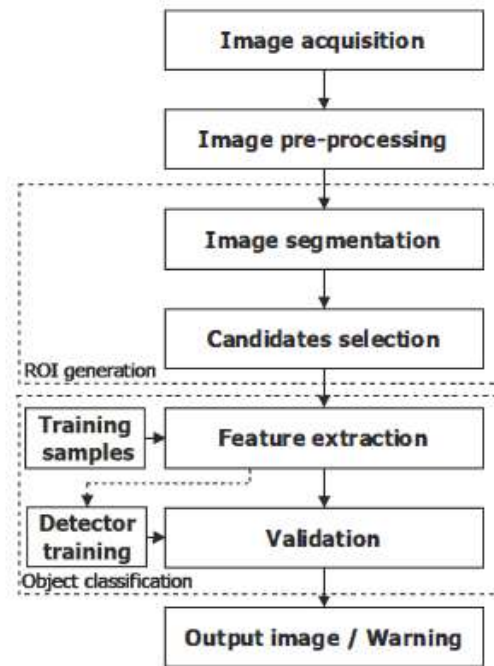 Image acquisition
Image pre-processing
Image segmentation
Candidates selection
ROI generation
Training
samples
Feature extraction
Detector
training
Validation
Object classification
Output image / Warning